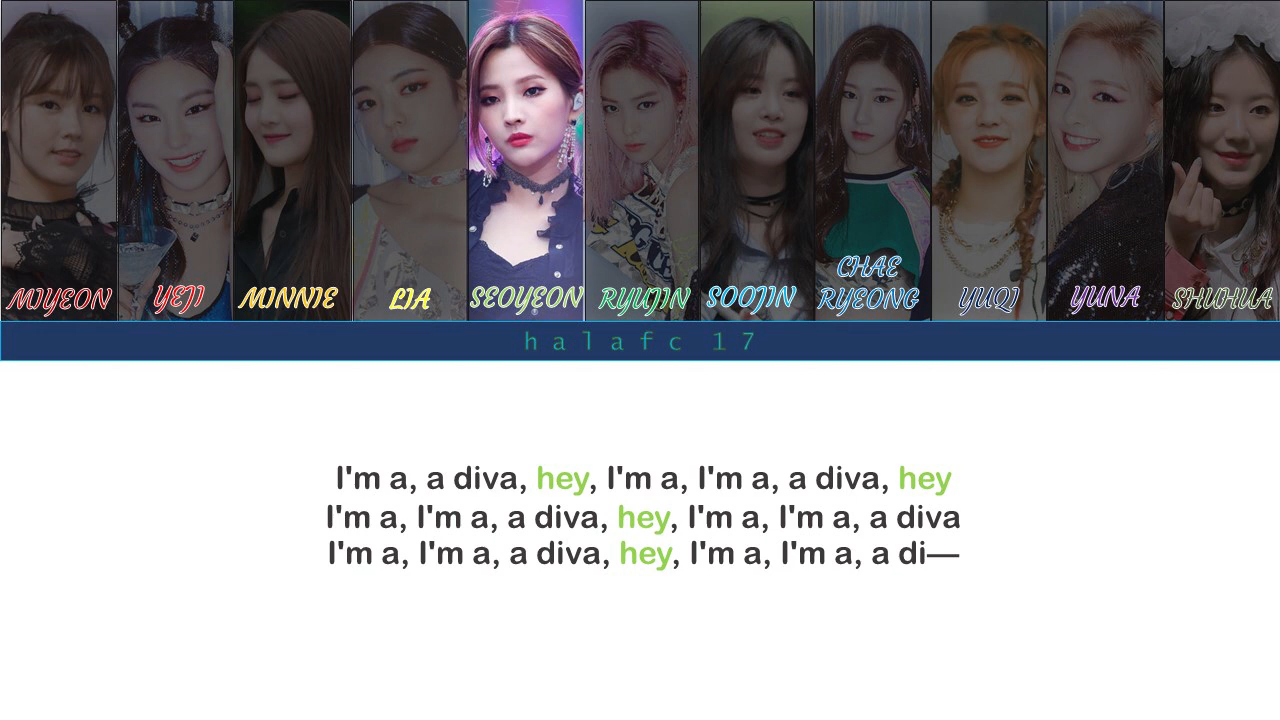 MIYEON YEJI MINNIE LIA SEOYEON RYUJIN SOOJIN CHAE RYEONG YUQI YUNA SHUHUA
halafc 17
I'm a, a diva, hey, I'm a, I'm a, a diva, hey
I'm a, I'm a, a diva, hey, I'm a, I'm a, a diva
I'm a, I'm a, a diva, hey, I'm a, I'm a, a di—